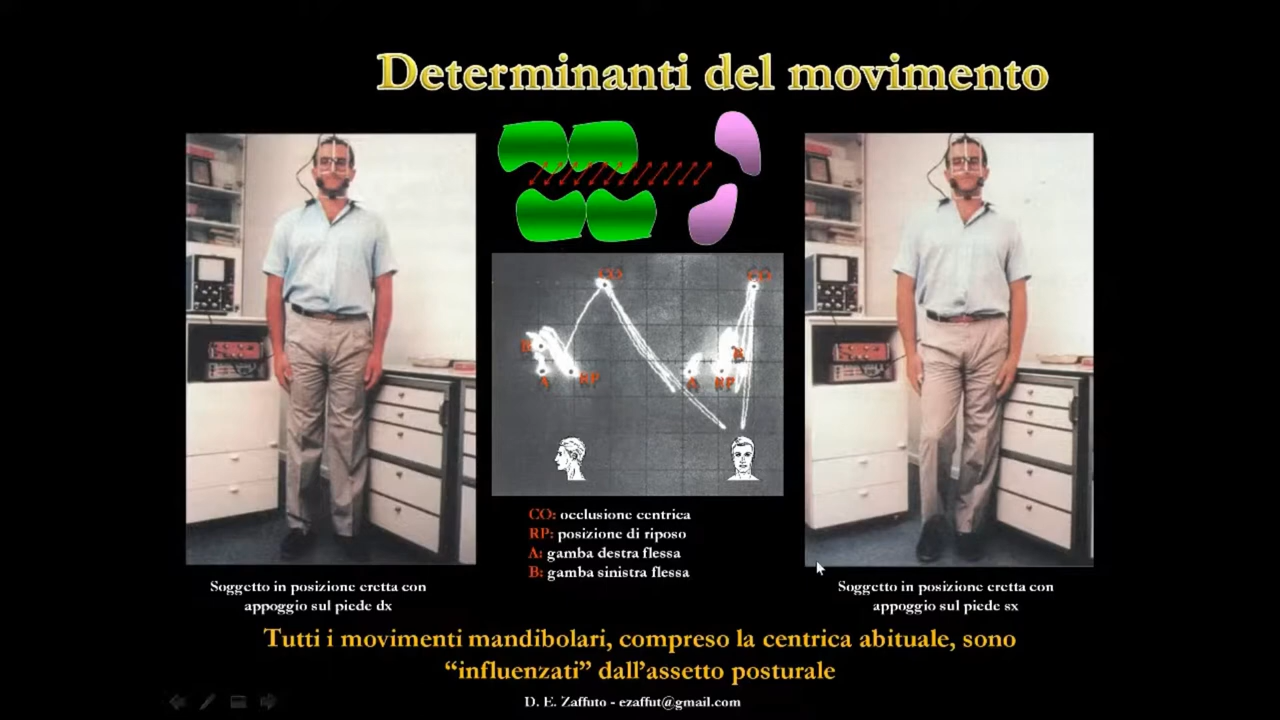 Determinanti del movimento
CO CO
B B
A RP A RP
CO: occlusione centrica
RP: posizione di riposo
A: gamba destra flessa
B: gamba sinistra flessa
Soggetto in posizione eretta con
appoggio sul piede dx
Soggetto in posizione eretta con
appoggio sul piede sx
Tutti i movimenti mandibolari, compreso la centrica abituale, sono
“influenzati” dall’assetto posturale
D. E. Zaffuto - ezaffut@gmail.com